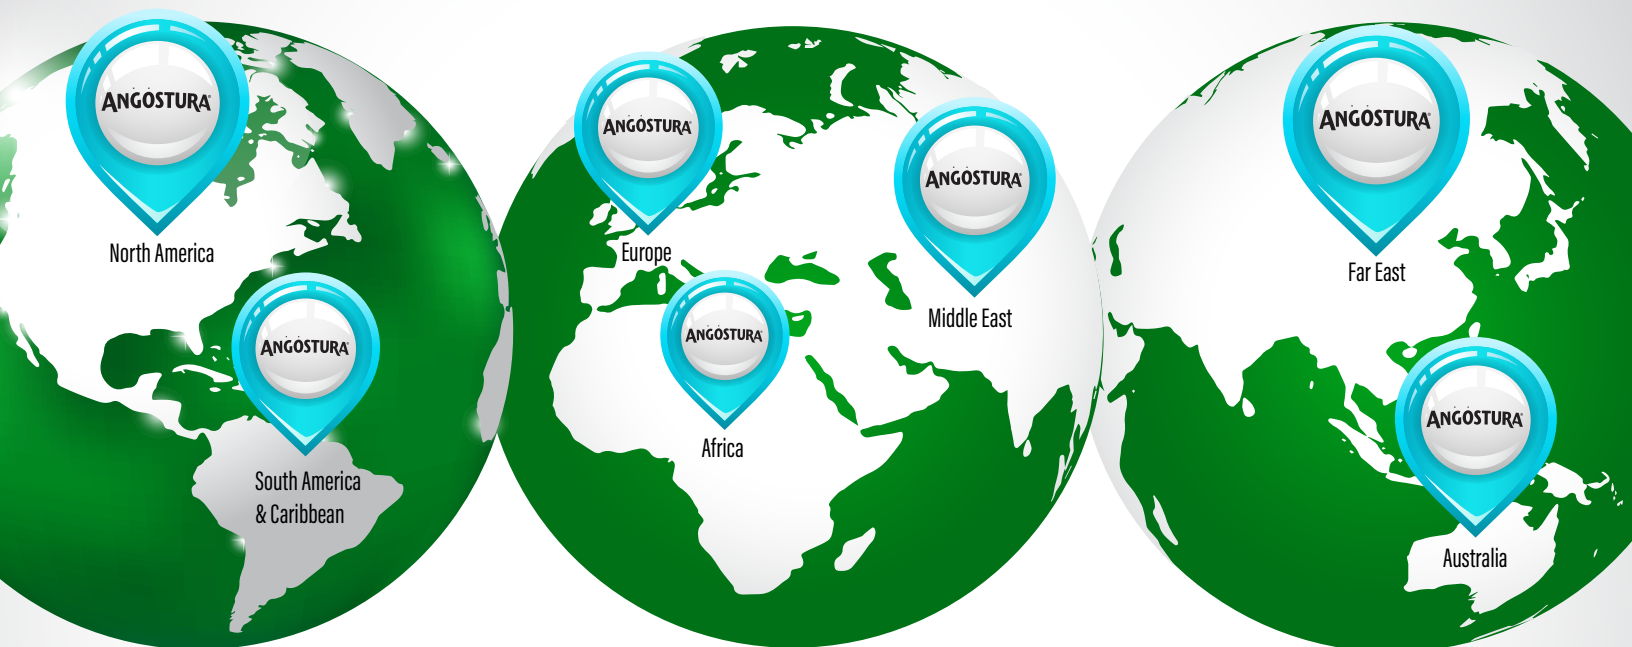 ANGOSTURA®
North America
ANGOSTURA®
South America
& Caribbean
ANGOSTURA®
Europe
ANGOSTURA®
Africa
ANGOSTURA®
Middle East
ANGOSTURA®
Far East
ANGOSTURA®
Australia